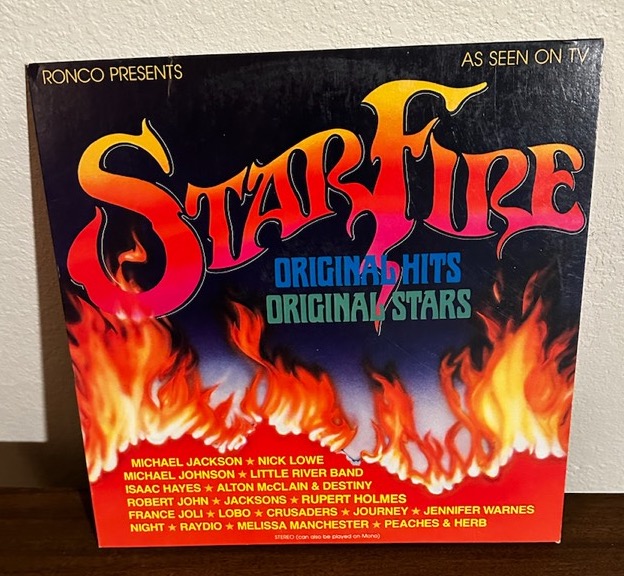 RONCO PRESENTS
AS SEEN ON TV
STARFIRE
ORIGINAL HITS
ORIGINAL STARS
MICHAEL JACKSON ★ NICK LOWE
MICHAEL JOHNSON ★ LITTLE RIVER BAND
ISAAC HAYES ★ ALTON McCLAIN & DESTINY
ROBERT JOHN ★ JACKSONS ★ RUPERT HOLMES
FRANCE JOLI ★ LOBO ★ CRUSADERS ★ JOURNEY ★ JENNIFER WARNES
NIGHT ★ RAYDIO ★ MELISSA MANCHESTER ★ PEACHES & HERB
STEREO (can also be played on Mono)